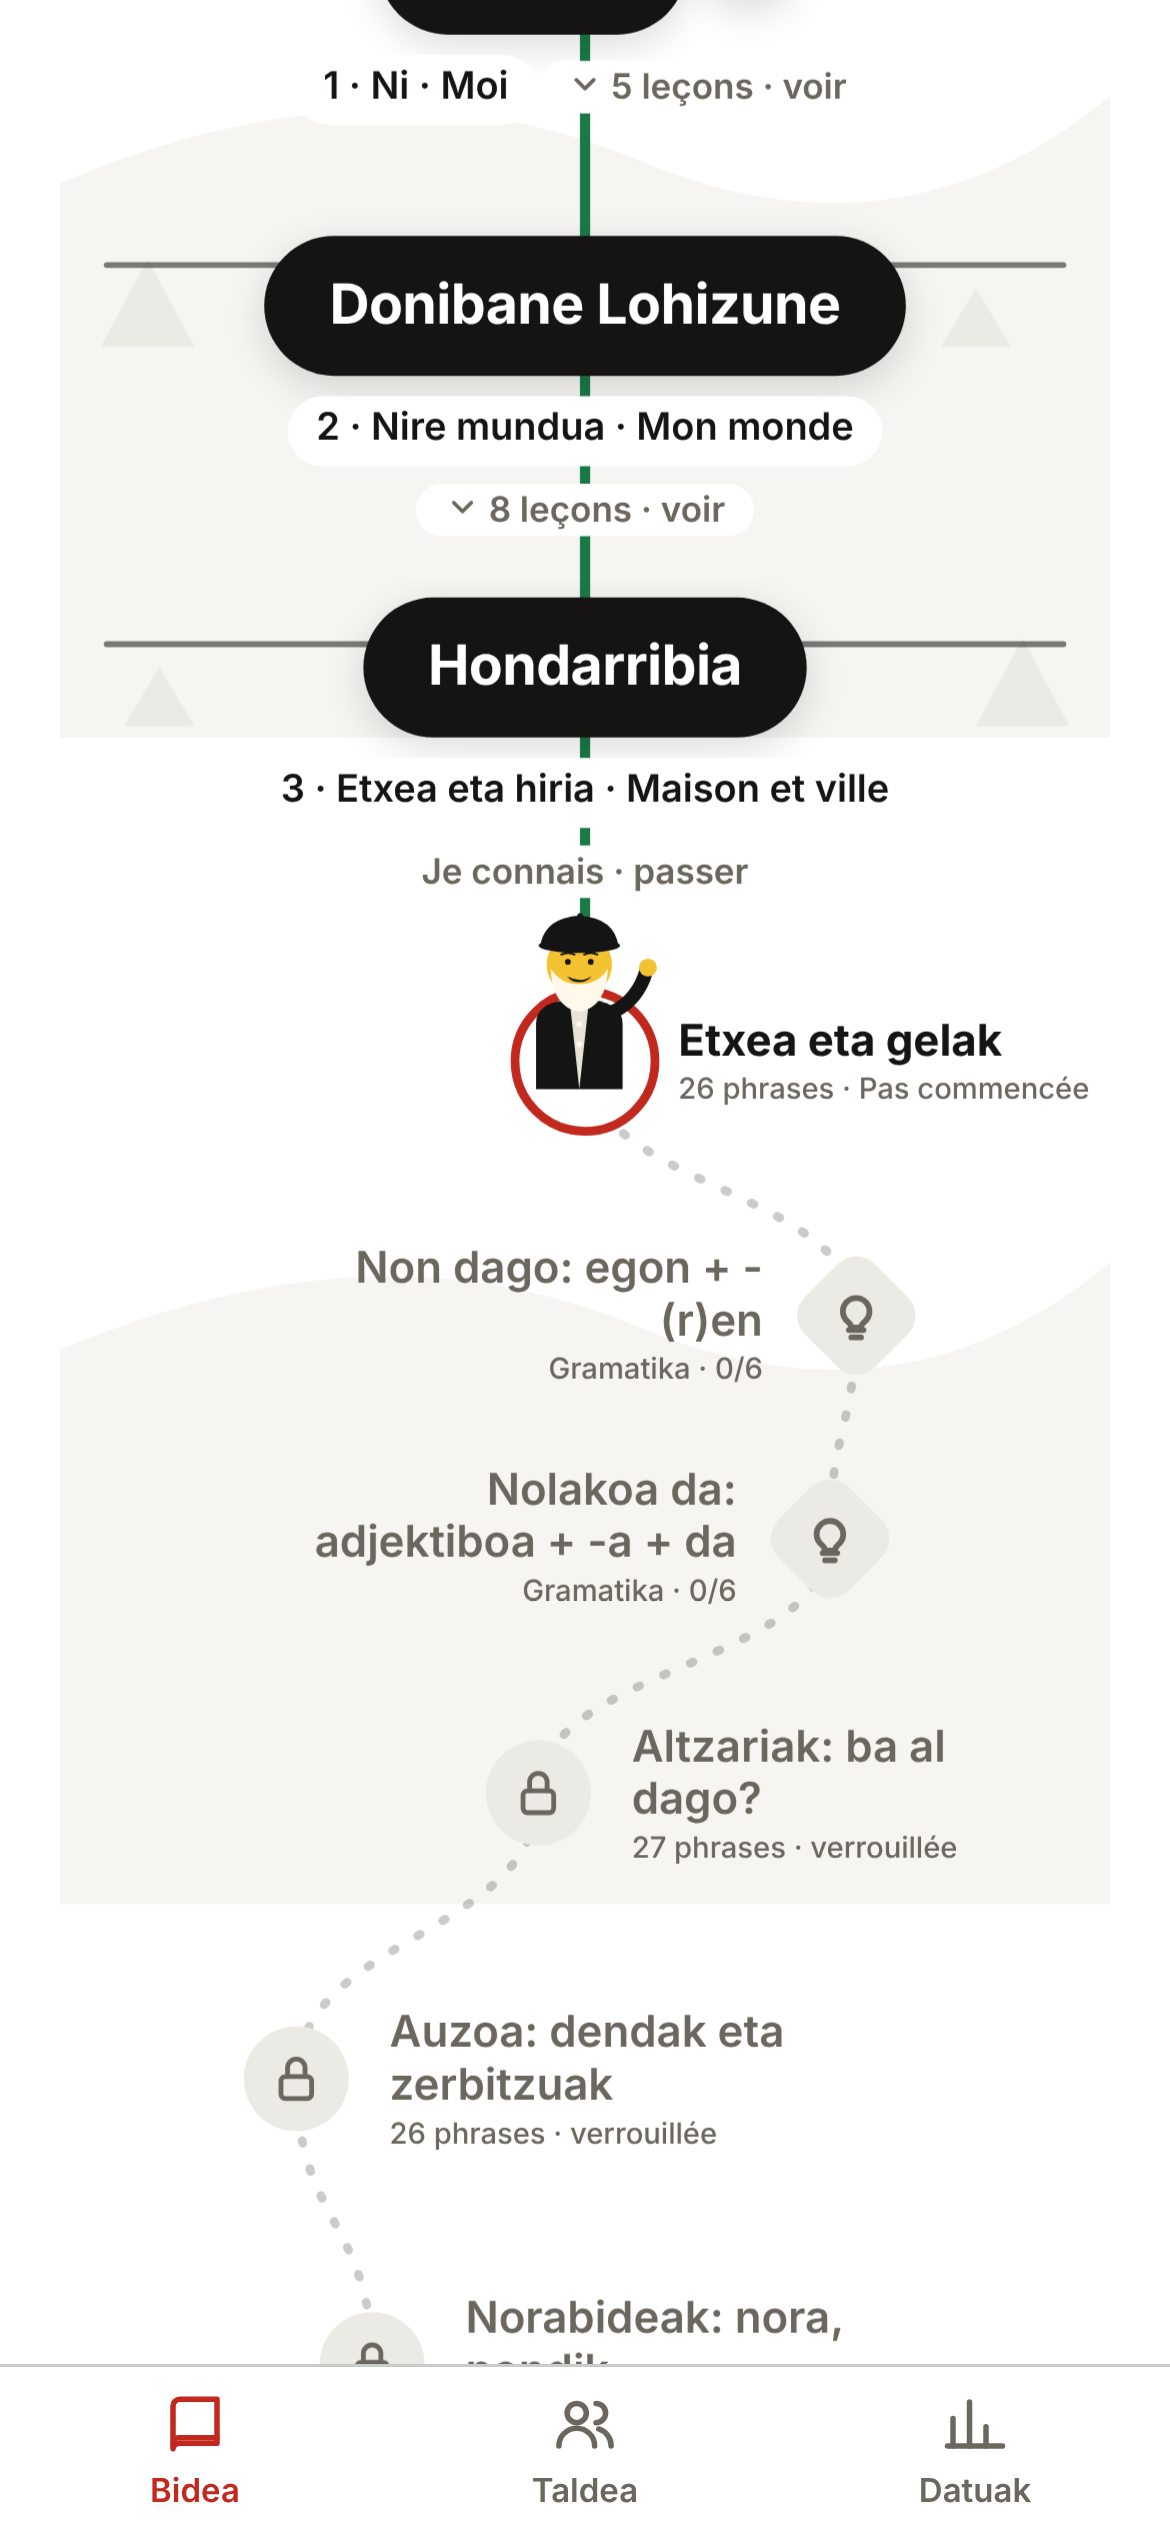 1 · Ni · Moi
5 leçons · voir
Donibane Lohizune
2 · Nire mundua · Mon monde
8 leçons · voir
Hondarribia
3 · Etxea eta hiria · Maison et ville
Je connais · passer
Etxea eta gelak
26 phrases · Pas commencée
Non dago: egon + -
(r)en
Gramatika · 0/6
Nolakoa da:
adjektiboa + -a + da
Gramatika · 0/6
Altzariak: ba al
dago?
27 phrases · verrouillée
Auzoa: dendak eta
zerbitzuak
26 phrases · verrouillée
Norabideak: nora,
Bidea
Taldea
Datuak